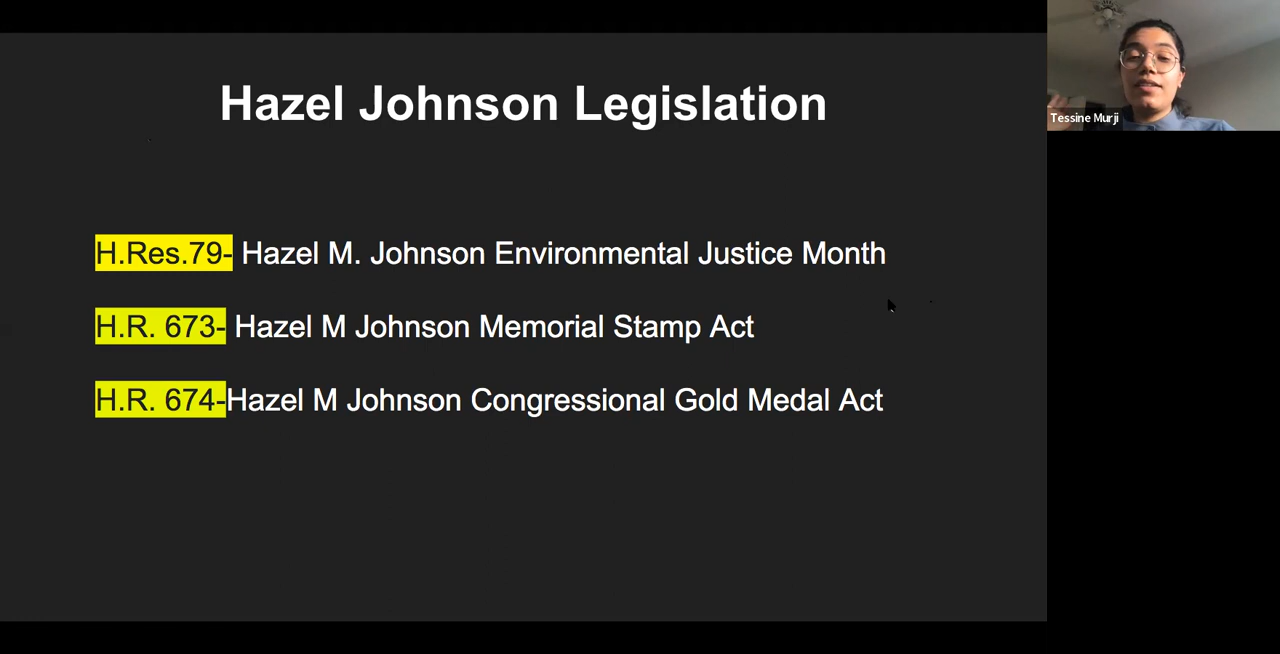 Hazel Johnson Legislation
Tessine Murji
H.Res.79- Hazel M. Johnson Environmental Justice Month
H.R. 673- Hazel M Johnson Memorial Stamp Act
H.R. 674-Hazel M Johnson Congressional Gold Medal Act